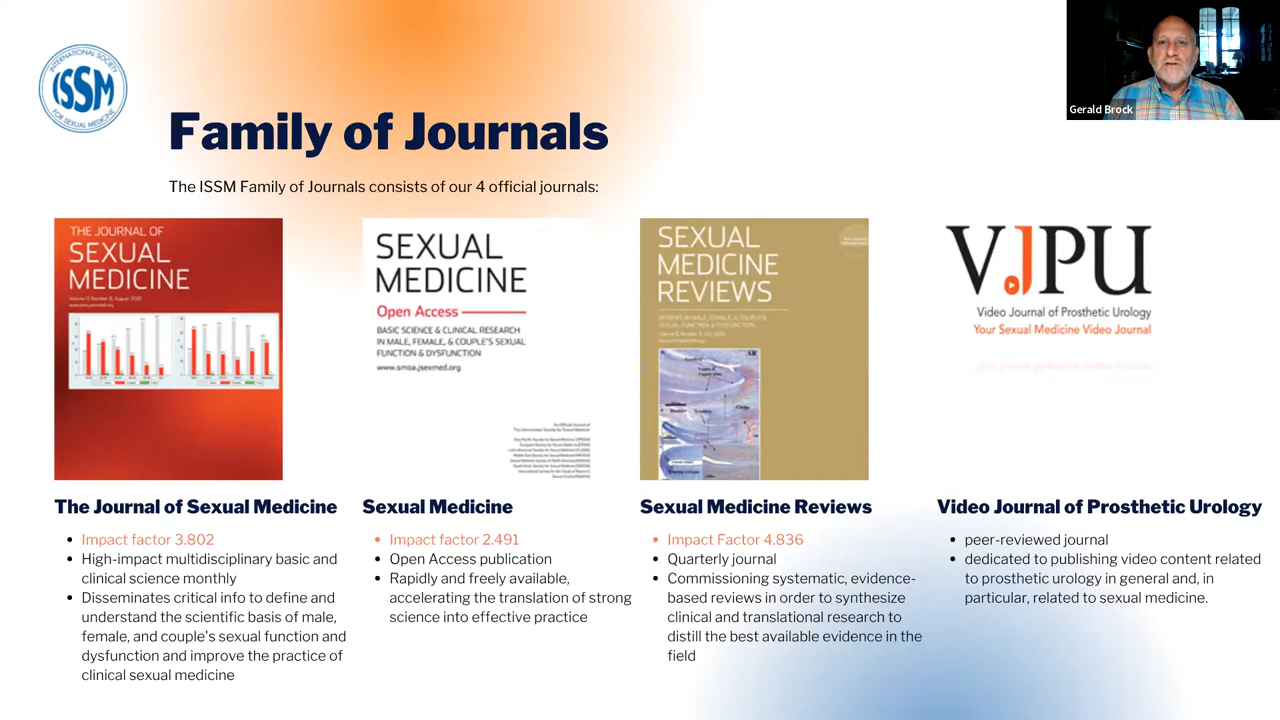 INTERNATIONAL SOCIETY
ISSM
FOR SEXUAL MEDICINE
Gerald Brock
Family of Journals
The ISSM Family of Journals consists of our 4 official journals:
THE JOURNAL OF
SEXUAL
MEDICINE
SEXUAL
MEDICINE
Open Access
BASIC SCIENCE & CLINICAL RESEARCH
IN MALE, FEMALE, & COUPLE'S SEXUAL
FUNCTION & DYSFUNCTION
www.smoa.jsexmed.org
SEXUAL
MEDICINE
REVIEWS
REVIEWS IN MALE, FEMALE, & COUPLE'S
SEXUAL FUNCTION & DYSFUNCTION
VJPU
Video Journal of Prosthetic Urology
Your Sexual Medicine Video Journal
The Journal of Sexual Medicine
Impact factor 3.802
High-impact multidisciplinary basic and
clinical science monthly
Disseminates critical info to define and
understand the scientific basis of male,
female, and couple's sexual function and
dysfunction and improve the practice of
clinical sexual medicine
Sexual Medicine
Impact factor 2.491
Open Access publication
Rapidly and freely available,
accelerating the translation of strong
science into effective practice
Sexual Medicine Reviews
Impact Factor 4.836
Quarterly journal
Commissioning systematic, evidence-
based reviews in order to synthesize
clinical and translational research to
distill the best available evidence in the
field
Video Journal of Prosthetic Urology
peer-reviewed journal
dedicated to publishing video content related
to prosthetic urology in general and, in
particular, related to sexual medicine.